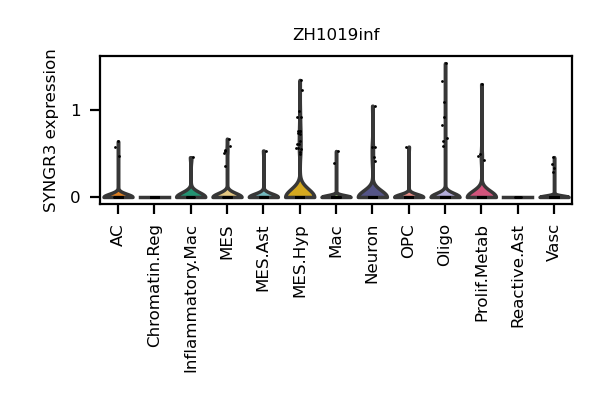 ZH1019inf
SYNGR3 expression
1
0
AC
Chromatin.Reg
Inflammatory.Mac
MES
MES.Ast
MES.Hyp
Mac
Neuron
OPC
Oligo
Prolif.Metab
Reactive.Ast
Vasc